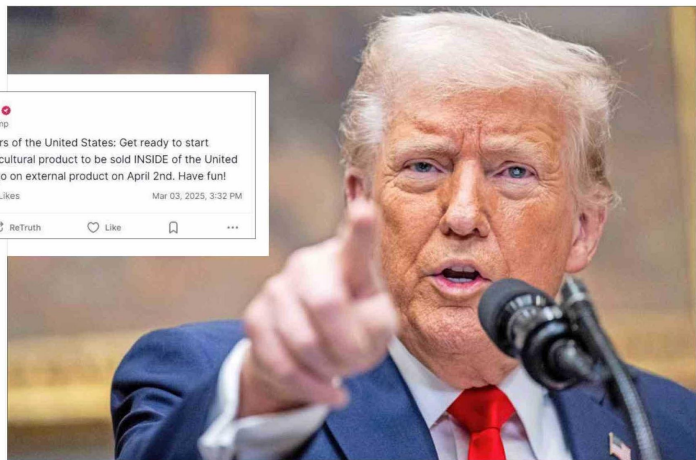 mp
rs of the United States: Get ready to start
cultural product to be sold INSIDE of the United
o on external product on April 2nd. Have fun!
Likes Mar 03, 2025, 3:32 PM
ReTruth Like